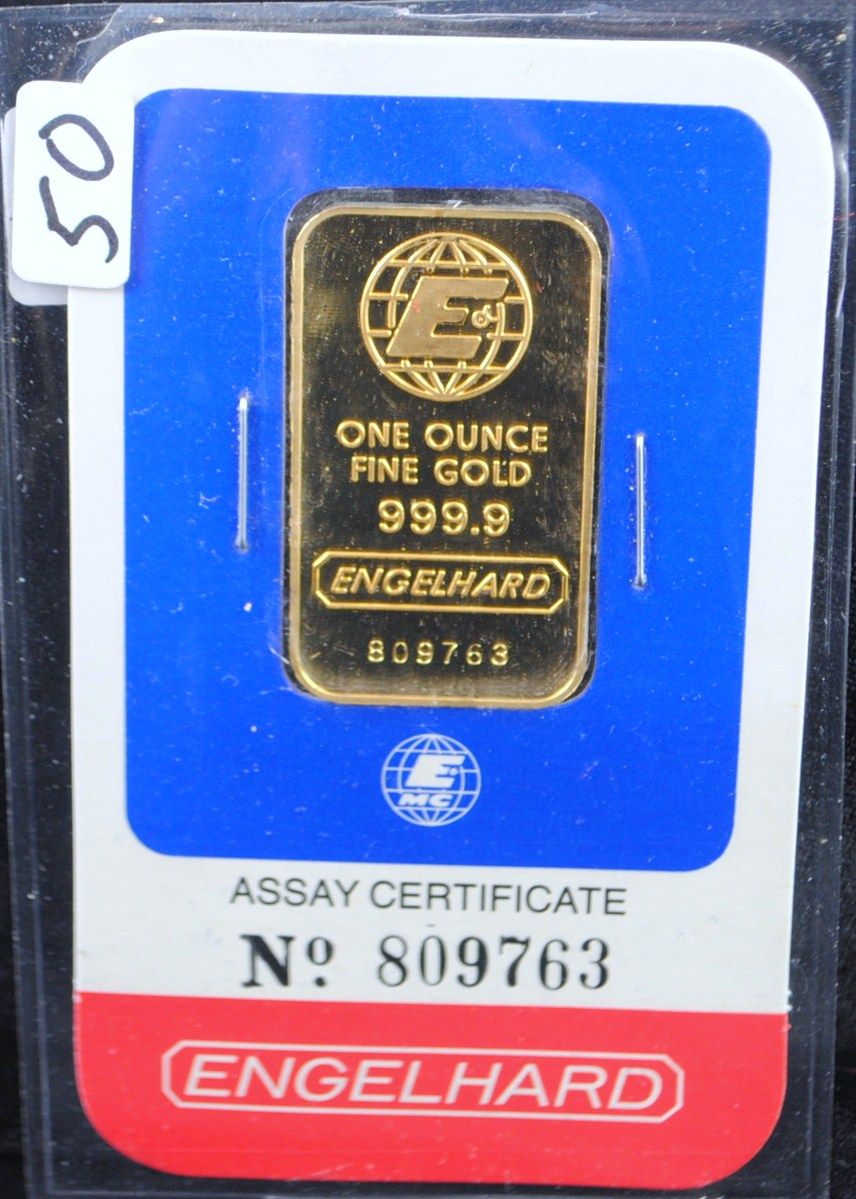 50
E
ONE OUNCE
FINE GOLD
999.9
ENGELHARD
809763
E
MC
ASSAY CERTIFICATE
Nº 809763
ENGELHARD